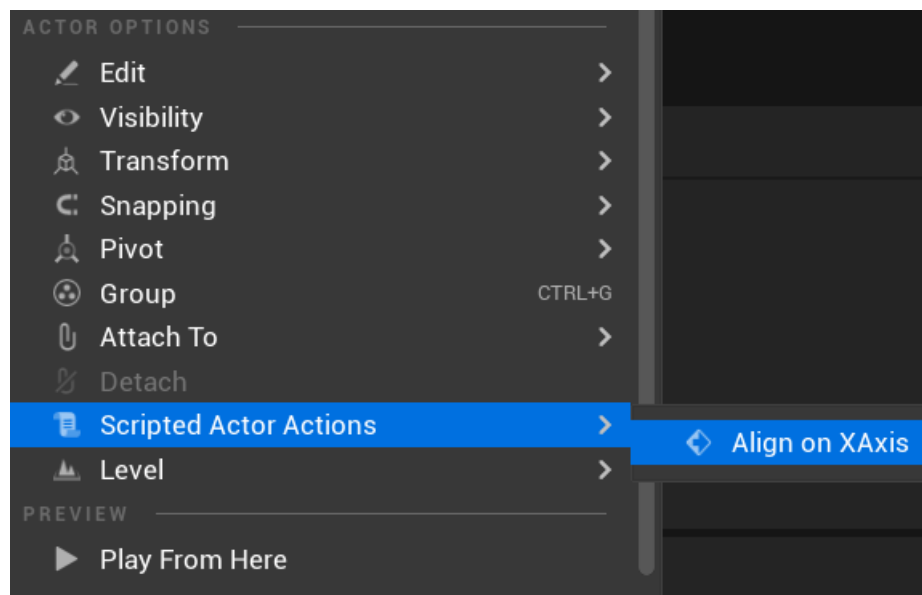 ACTOR OPTIONS
Edit
Visibility
Transform
Snapping
Pivot
Group CTRL+G
Attach To
Detach
Scripted Actor Actions
Align on XAxis
Level
PREVIEW
Play From Here